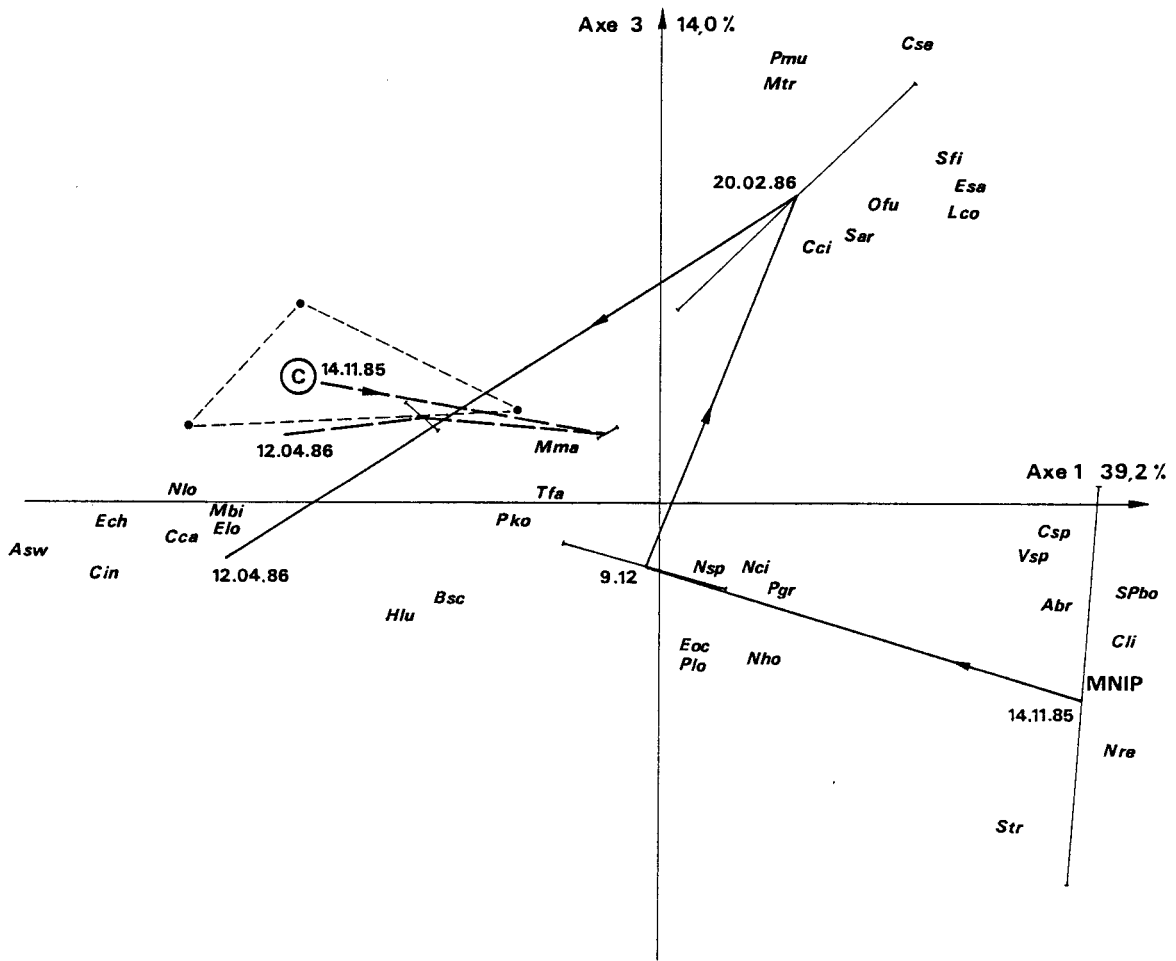 Axe 3 14,0 %
Cse
Pmu
Mtr
Sfi
20.02.86
Esa
Ofu
Lco
Sar
Cci
C 14.11.85
12.04.86
Mma
Axe 1 39,2 %
Nlo
Tfa
Mbi
Ech
Pko
Elo
Csp
Cca
Asw
Vsp
Cin
12.04.86
9.12
Nsp
Nci
Pgr
SPbo
Bsc
Abr
Hlu
Cli
Eoc
Nho
Plo
MNIP
14.11.85
Nre
Str